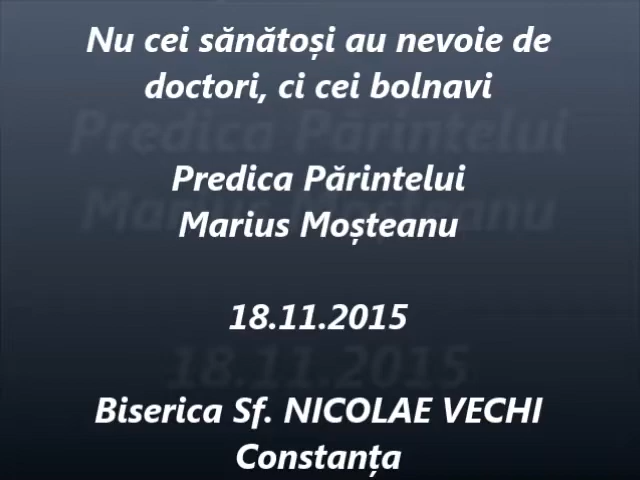 Nu cei sănătoși au nevoie de
doctori, ci cei bolnavi
Predica Părintelui
Marius Moșteanu
18.11.2015
Biserica Sf. NICOLAE VECHI
Constanța